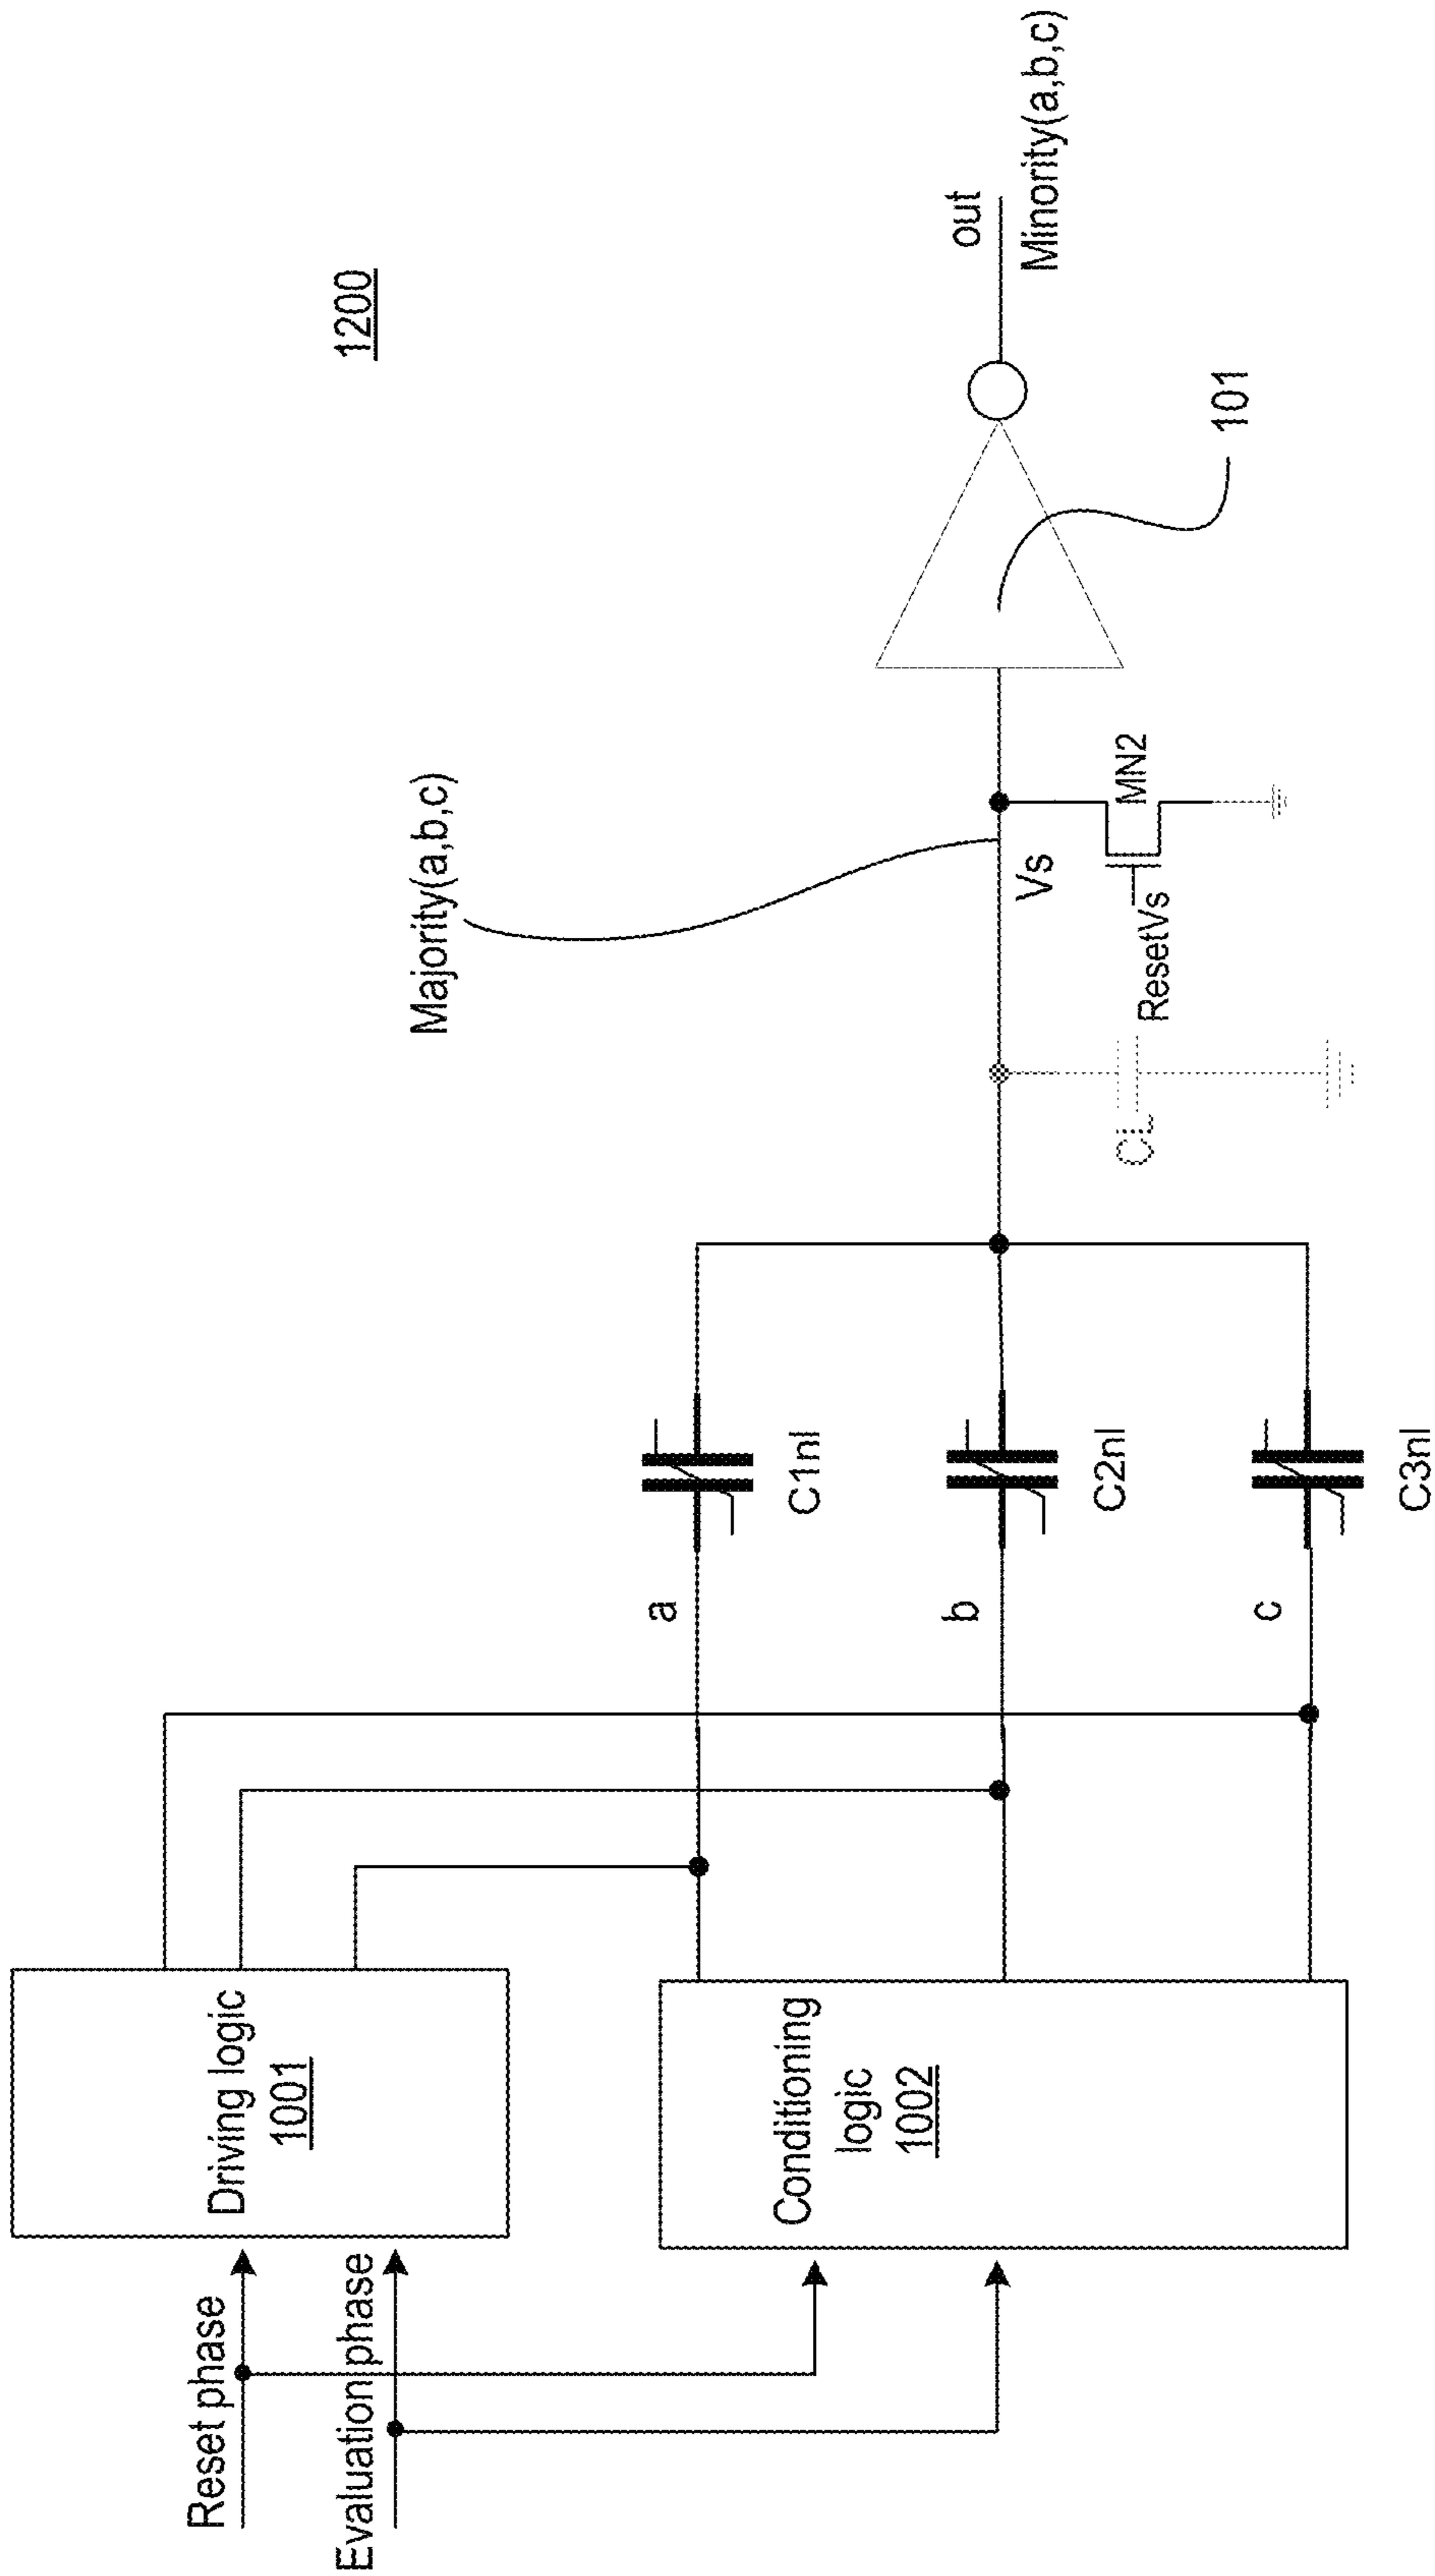 1200
Reset phase
Evaluation phase
Driving logic
1001
Conditioning
logic
1002
a
b
c
C1nl
C2nl
C3nl
Majority(a,b,c)
CL
Vs
ResetVs
MN2
101
out
Minority(a,b,c)